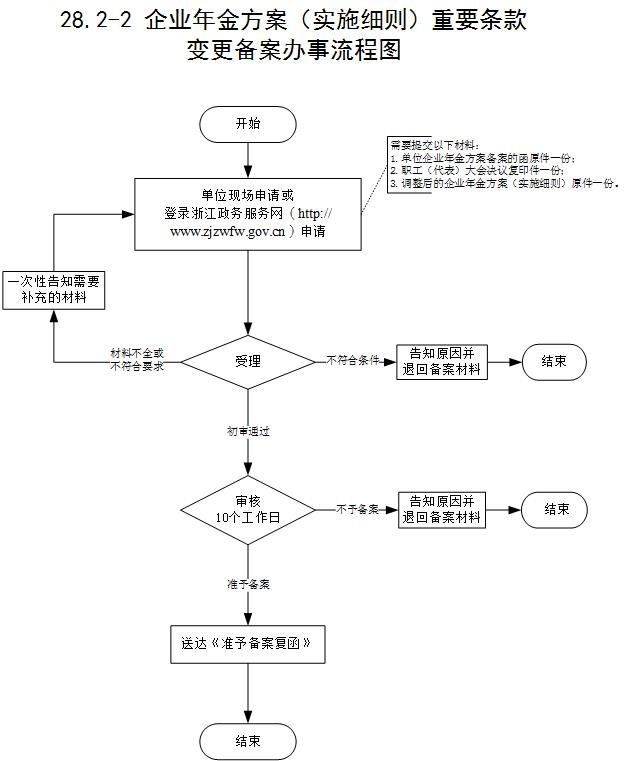 28.2-2 企业年金方案（实施细则）重要条款
变更备案办事流程图
开始
需要提交以下材料：
1. 单位企业年金方案备案的函原件一份；
2. 职工（代表）大会决议复印件一份；
3. 调整后的企业年金方案（实施细则）原件一份。
单位现场申请或
登录浙江政务服务网（http://
www.zjzwfw.gov.cn）申请
一次性告知需要
补充的材料
材料不全或
不符合要求
受理
不符合条件
告知原因并
退回备案材料
结束
初审通过
审核
10个工作日
不予备案
告知原因并
退回备案材料
结束
准予备案
送达《准予备案复函》
结束